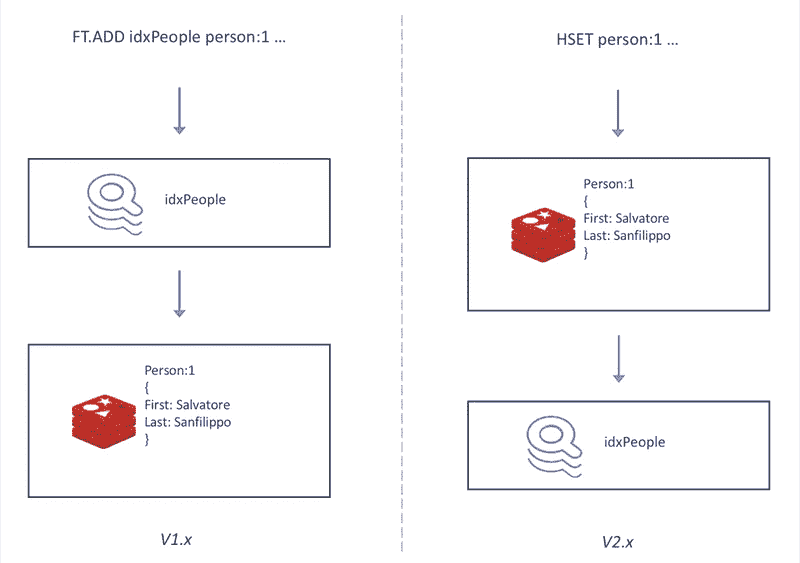 FT.ADD idxPeople person:1 ...
idxPeople
Person:1
{
First: Salvatore
Last: Sanfilippo
}
V1.x
HSET person:1 ...
Person:1
{
First: Salvatore
Last: Sanfilippo
}
idxPeople
V2.x